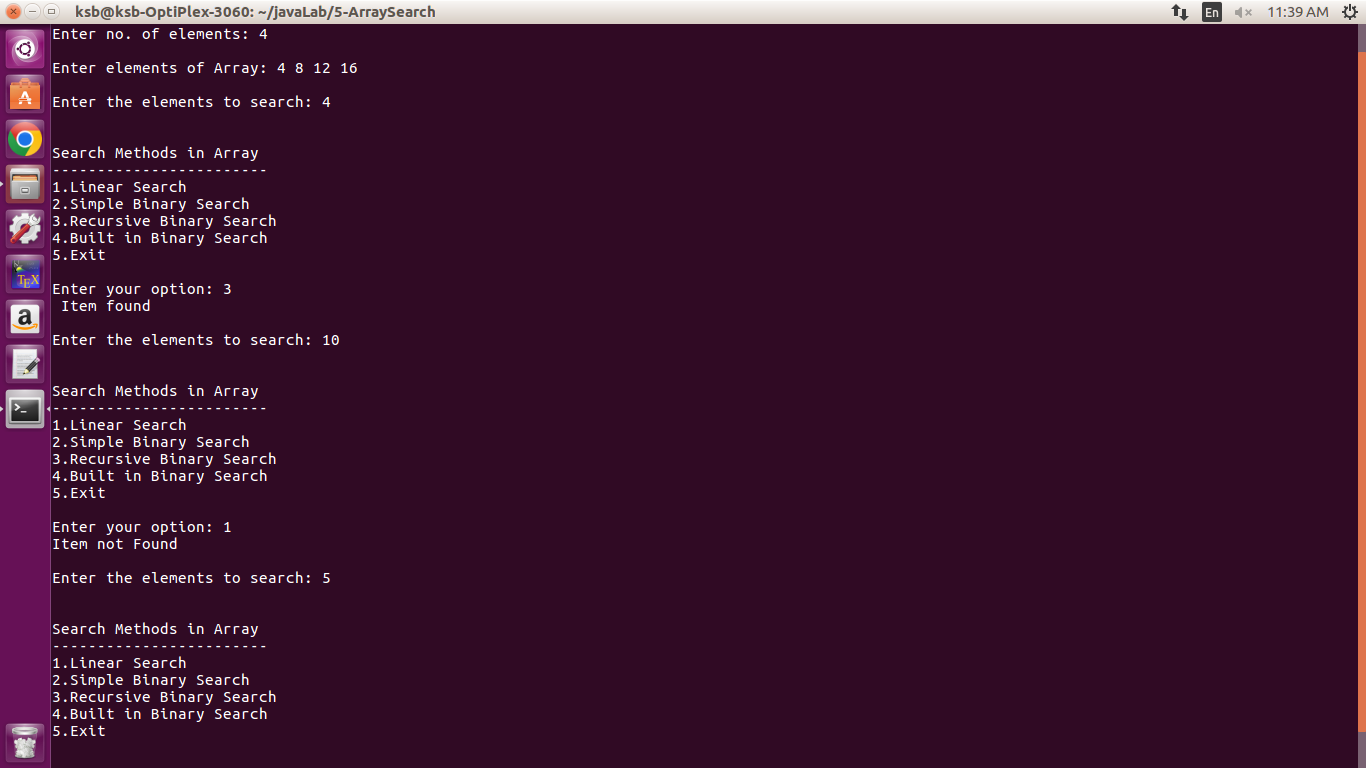 ksb@ksb-OptiPlex-3060: ~/javaLab/5-ArraySearch
En
11:39 AM
Enter no. of elements: 4
Enter elements of Array: 4 8 12 16
Enter the elements to search: 4
Search Methods in Array
------------------------
1.Linear Search
2.Simple Binary Search
3.Recursive Binary Search
4.Built in Binary Search
5.Exit
Enter your option: 3
 Item found
Enter the elements to search: 10
Search Methods in Array
------------------------
1.Linear Search
2.Simple Binary Search
3.Recursive Binary Search
4.Built in Binary Search
5.Exit
Enter your option: 1
Item not Found
Enter the elements to search: 5
Search Methods in Array
------------------------
1.Linear Search
2.Simple Binary Search
3.Recursive Binary Search
4.Built in Binary Search
5.Exit
TEX
a
>_